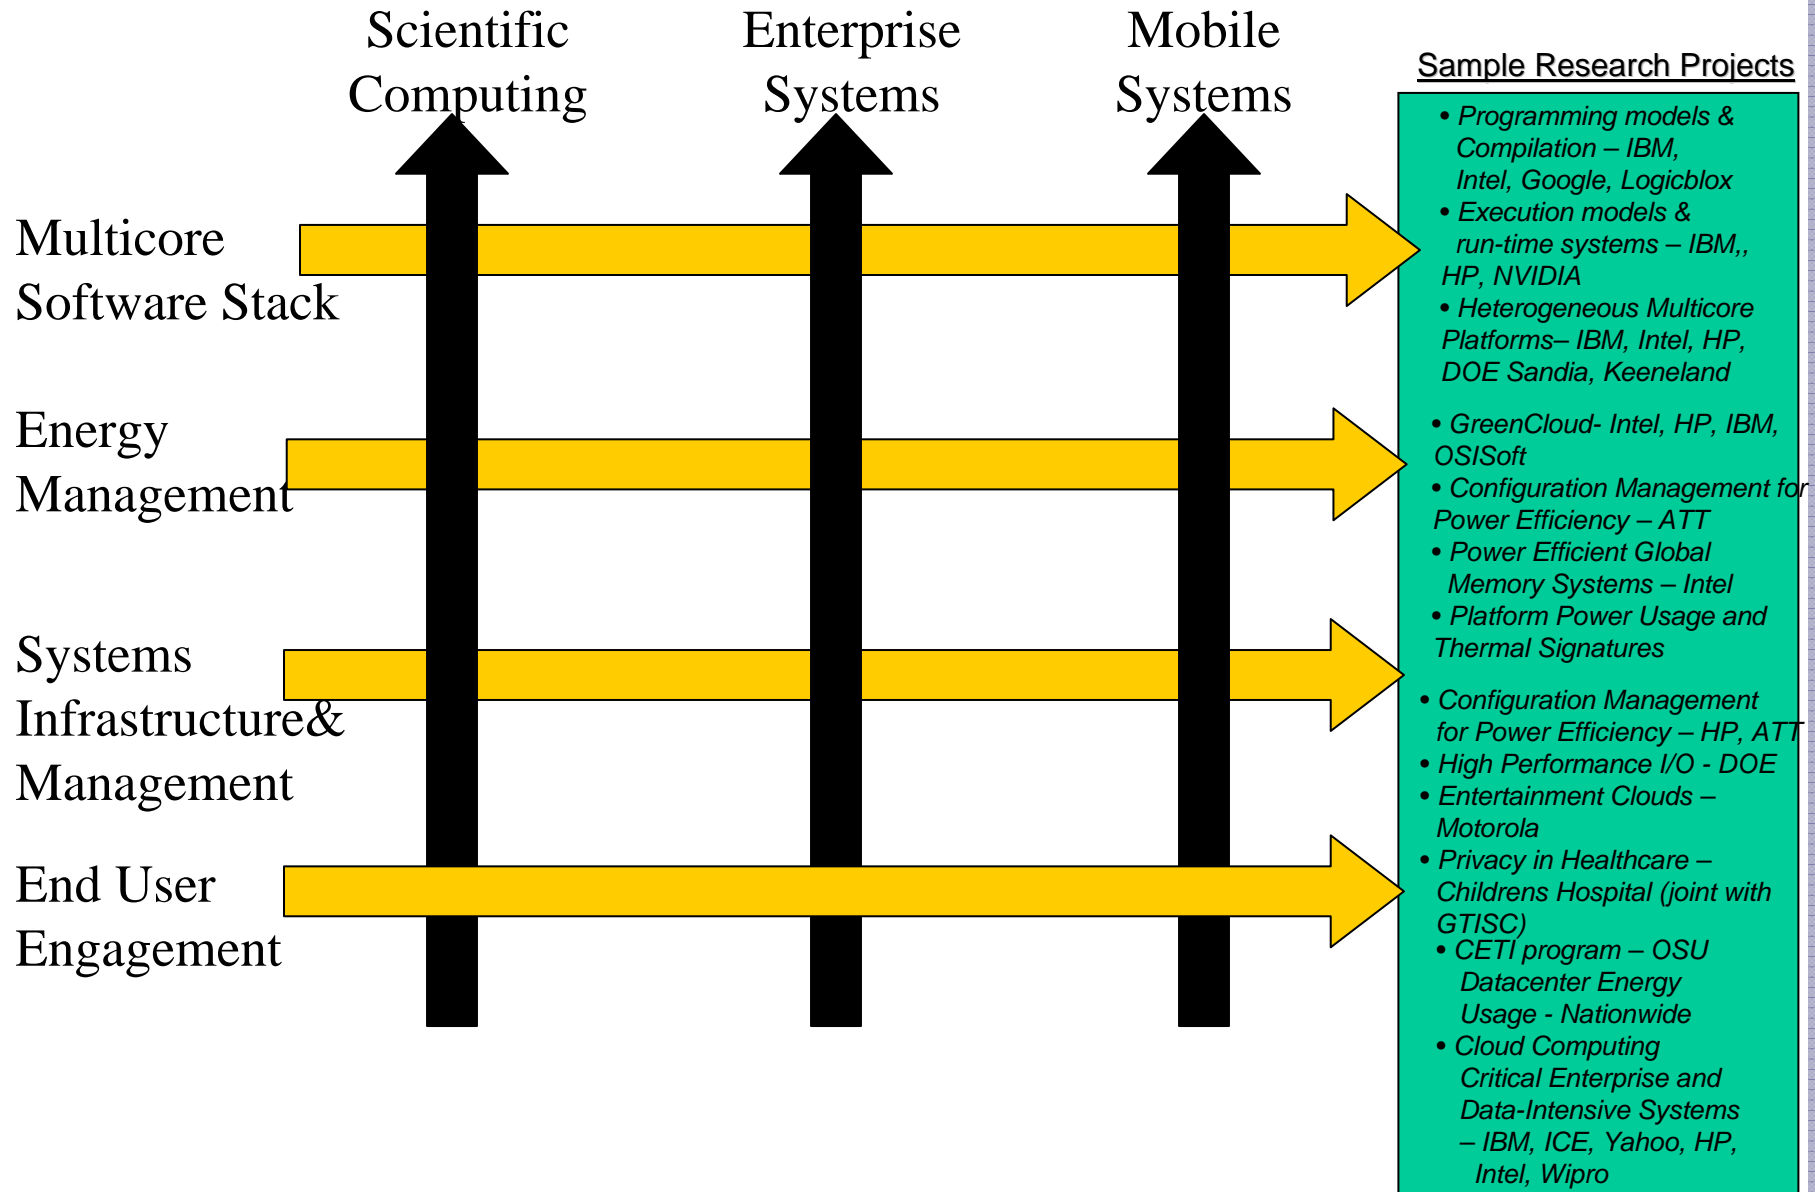 Scientific
Computing
Enterprise
Systems
Mobile
Systems
Multicore
Software Stack
Energy
Management
Systems
Infrastructure&
Management
End User
Engagement
Sample Research Projects
• Programming models &
Compilation – IBM,
Intel, Google, Logicblox
• Execution models &
run-time systems – IBM,,
HP, NVIDIA
• Heterogeneous Multicore
Platforms– IBM, Intel, HP,
DOE Sandia, Keeneland
• GreenCloud- Intel, HP, IBM,
OSISoft
• Configuration Management for
Power Efficiency – ATT
• Power Efficient Global
Memory Systems – Intel
• Platform Power Usage and
Thermal Signatures
• Configuration Management
for Power Efficiency – HP, ATT
• High Performance I/O - DOE
• Entertainment Clouds –
Motorola
• Privacy in Healthcare –
Childrens Hospital (joint with
GTISC)
• CETI program – OSU
Datacenter Energy
Usage - Nationwide
• Cloud Computing
Critical Enterprise and
Data-Intensive Systems
– IBM, ICE, Yahoo, HP,
Intel, Wipro